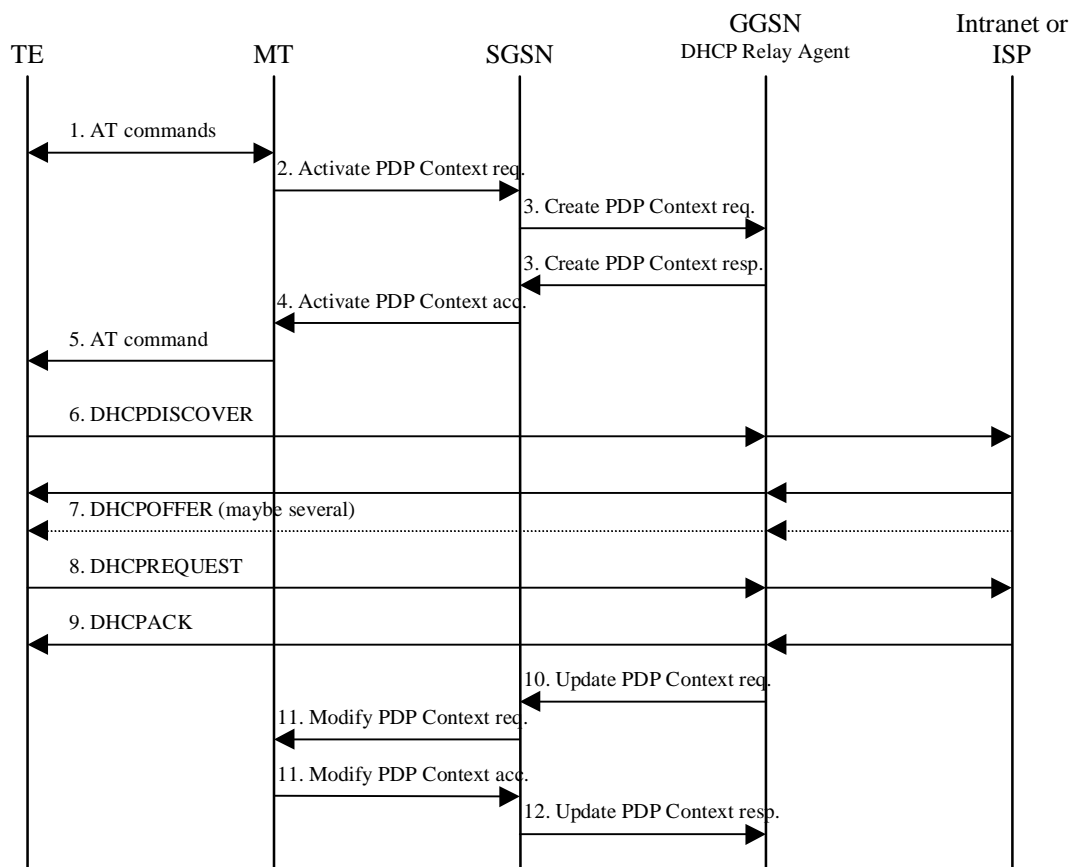 GGSN
Intranet or
TE
MT
SGSN
DHCP Relay Agent
ISP
1. AT commands
2. Activate PDP Context req.
3. Create PDP Context req.
3. Create PDP Context resp.
4. Activate PDP Context acc.
5. AT command
6. DHCPDISCOVER
7. DHCPOFFER (maybe several)
8. DHCPREQUEST
9. DHCPACK
10. Update PDP Context req.
11. Modify PDP Context req.
11. Modify PDP Context acc.
12. Update PDP Context resp.